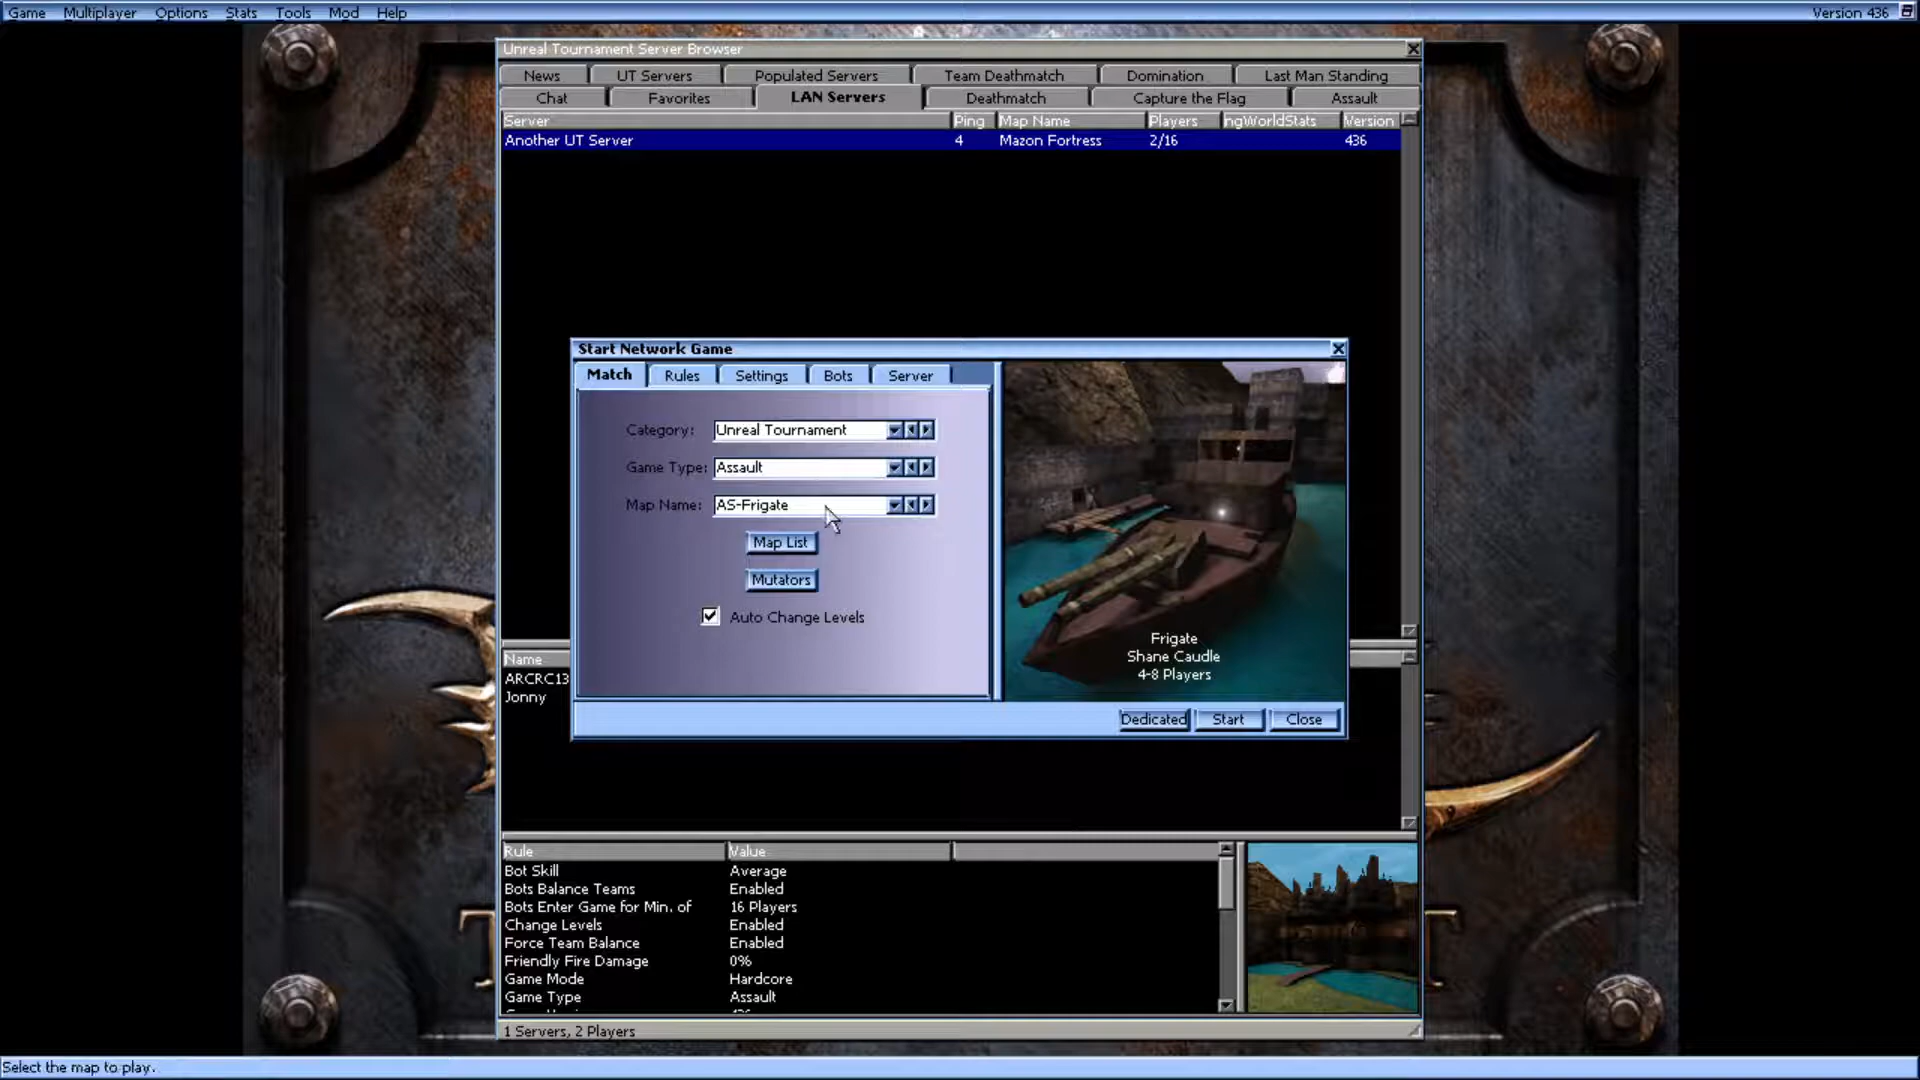 Game Multiplayer Options Stats Tools Mod Help Version 436
Unreal Tournament Server Browser
News UT Servers Populated Servers Team Deathmatch Domination Last Man Standing
Chat Favorites LAN Servers Deathmatch Capture the Flag Assault
Server Ping Map Name Players ngWorldStats Version
Another UT Server 4 Mazon Fortress 2/16 436
Start Network Game
Match Rules Settings Bots Server
Category: Unreal Tournament
Game Type: Assault
Map Name: AS-Frigate
Map List
Mutators
Auto Change Levels
Frigate
Shane Caudle
4-8 Players
Dedicated Start Close
Name
ARCRC13
Jonny
Rule Value
Bot Skill Average
Bots Balance Teams Enabled
Bots Enter Game for Min. of 16 Players
Change Levels Enabled
Force Team Balance Enabled
Friendly Fire Damage 0%
Game Mode Hardcore
Game Type Assault
1 Servers, 2 Players
Select the map to play.